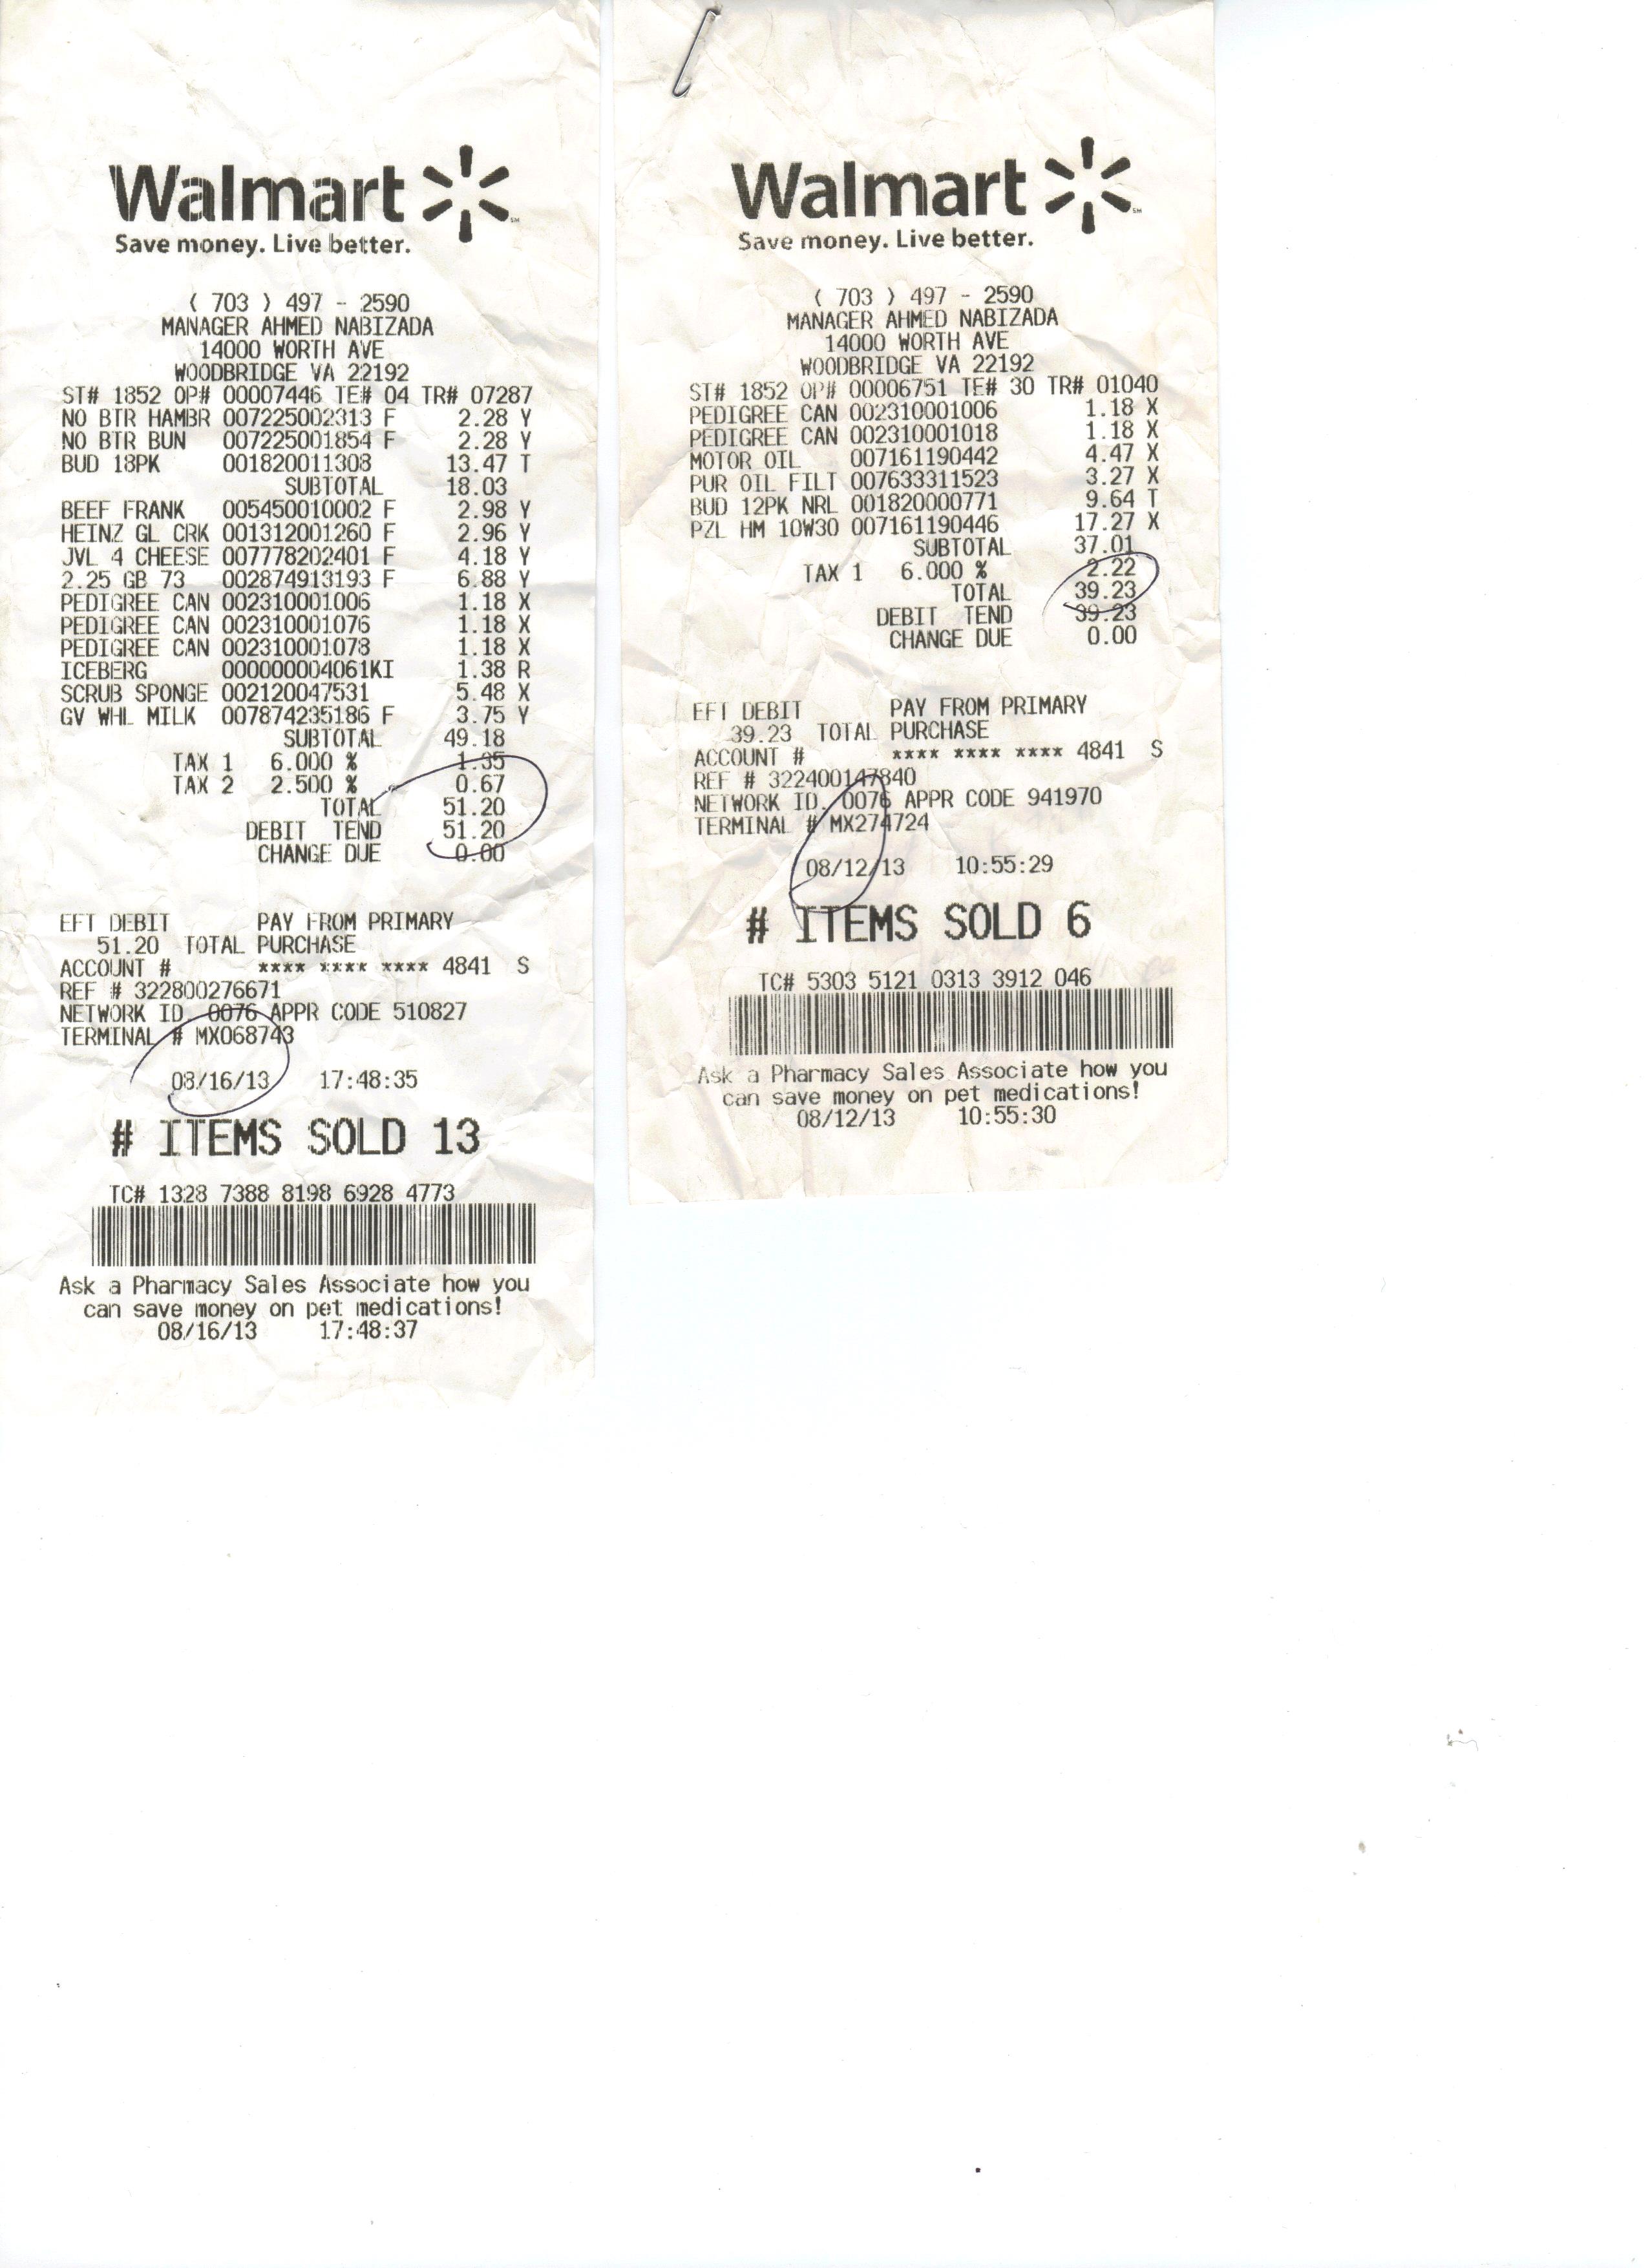 Walmart
Save money. Live better.
( 703 ) 497 - 2590
MANAGER AHMED NABIZADA
14000 WORTH AVE
WOODBRIDGE VA 22192
ST# 1852 OP# 00007446 TE# 04 TR# 07287
NO BTR HAMBR 007225002313 F 2.28 Y
NO BTR BUN 007225001854 F 2.28 Y
BUD 18PK 001820011308 13.47 T
SUBTOTAL 18.03
BEEF FRANK 005450010002 F 2.98 Y
HEINZ GL CRK 001312001260 F 2.96 Y
JVL 4 CHEESE 007778202401 F 4.18 Y
2.25 GB 73 002874913193 F 6.88 Y
PEDIGREE CAN 002310001006 1.18 X
PEDIGREE CAN 002310001076 1.18 X
PEDIGREE CAN 002310001078 1.18 X
ICEBERG 000000004061KI 1.38 R
SCRUB SPONGE 002120047531 5.48 X
GV WHL MILK 007874235186 F 3.75 Y
SUBTOTAL 49.18
TAX 1 6.000 % 1.35
TAX 2 2.500 % 0.67
TOTAL 51.20
DEBIT TEND 51.20
CHANGE DUE 0.00
EFT DEBIT PAY FROM PRIMARY
51.20 TOTAL PURCHASE
ACCOUNT # **** **** **** 4841 S
REF # 322800276671
NETWORK ID. 0076 APPR CODE 510827
TERMINAL # MX068743
08/16/13 17:48:35
# ITEMS SOLD 13
TC# 1328 7388 8198 6928 4773
Ask a Pharmacy Sales Associate how you
can save money on pet medications!
08/16/13 17:48:37
Walmart
Save money. Live better.
( 703 ) 497 - 2590
MANAGER AHMED NABIZADA
14000 WORTH AVE
WOODBRIDGE VA 22192
ST# 1852 OP# 00006751 TE# 30 TR# 01040
PEDIGREE CAN 002310001006 1.18 X
PEDIGREE CAN 002310001018 1.18 X
MOTOR OIL 007161190442 4.47 X
PUR OIL FILT 007633311523 3.27 X
BUD 12PK NRL 001820000771 9.64 T
PZL HM 10W30 007161190446 17.27 X
SUBTOTAL 37.01
TAX 1 6.000 % 2.22
TOTAL 39.23
DEBIT TEND 39.23
CHANGE DUE 0.00
EFT DEBIT PAY FROM PRIMARY
39.23 TOTAL PURCHASE
ACCOUNT # **** **** **** 4841 S
REF # 322400147840
NETWORK ID. 0076 APPR CODE 941970
TERMINAL # MX274724
08/12/13 10:55:29
# ITEMS SOLD 6
TC# 5303 5121 0313 3912 046
Ask a Pharmacy Sales Associate how you
can save money on pet medications!
08/12/13 10:55:30